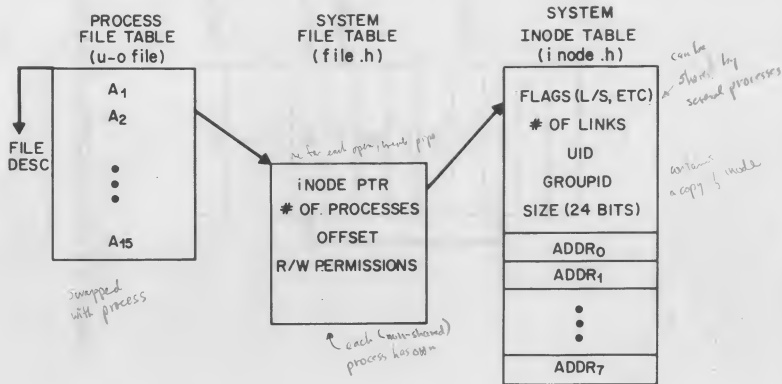 PROCESS
FILE TABLE
(u-o file)
SYSTEM
FILE TABLE
(file.h)
SYSTEM
INODE TABLE
(inode.h)
FILE
DESC
A1
A2
A15
swapped
with process
for each open, pipe
iNODE PTR
# OF. PROCESSES
OFFSET
R/W PERMISSIONS
each (non-shared)
process has own
FLAGS (L/S, ETC)
# OF LINKS
UID
GROUPID
SIZE (24 BITS)
ADDR0
ADDR1
ADDR7
can be
shared by
several processes
contains
a copy of inode